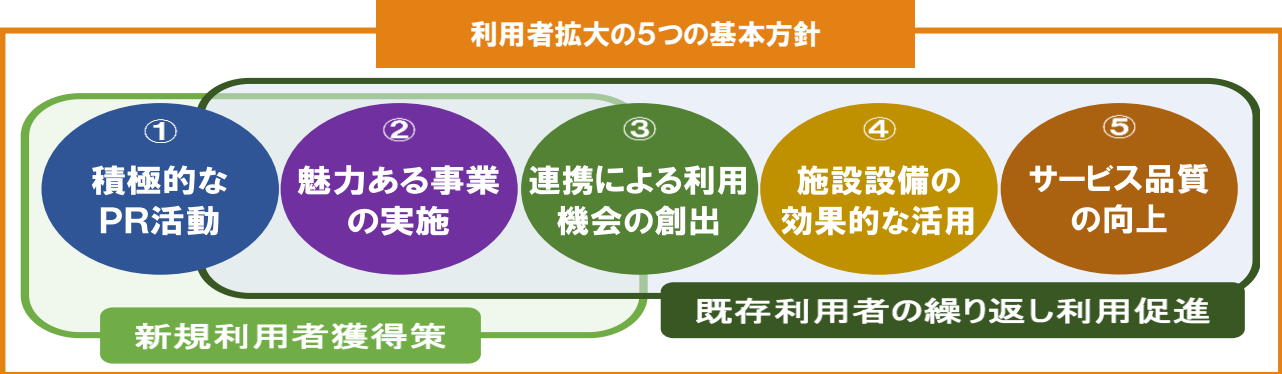 利用者拡大の5つの基本方針
①
積極的な
PR活動
②
魅力ある事業
の実施
③
連携による利用
機会の創出
④
施設設備の
効果的な活用
⑤
サービス品質
の向上
既存利用者の繰り返し利用促進
新規利用者獲得策